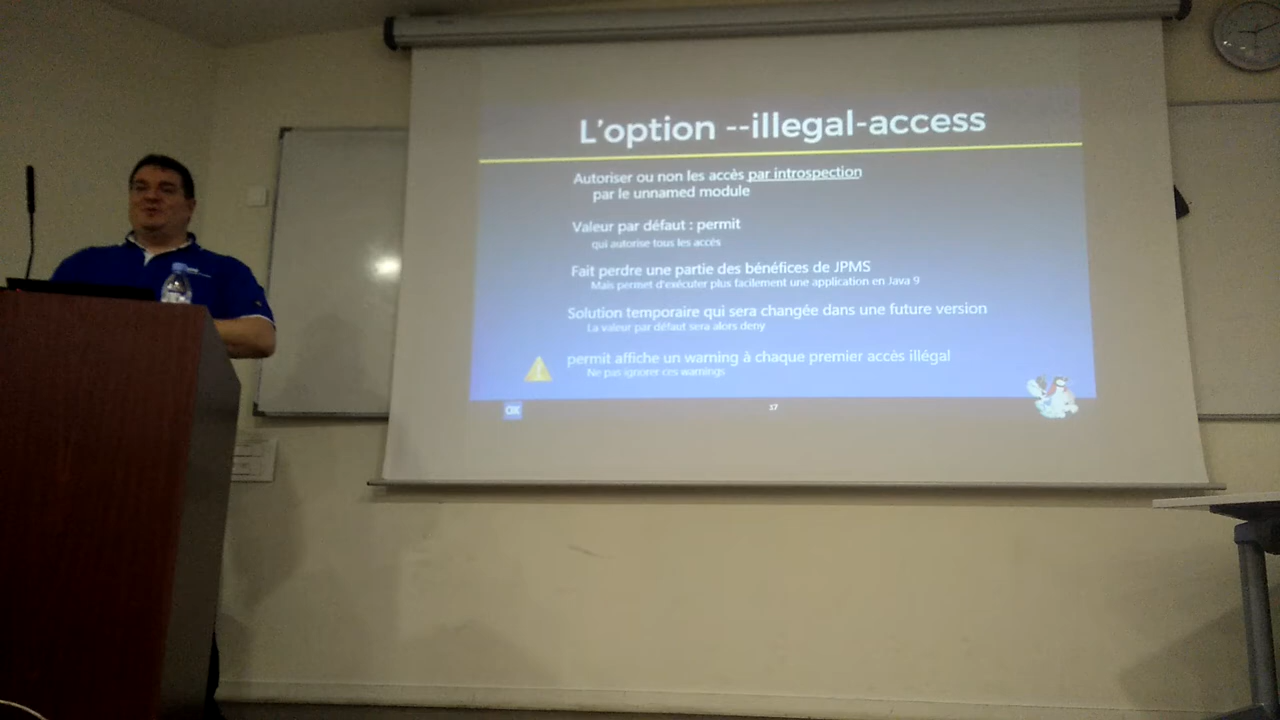 L'option --illegal-access
Autoriser ou non les accès par introspection
par le unnamed module
Valeur par défaut : permit
qui autorise tous les accès
Fait perdre une partie des bénéfices de JPMS
Mais permet d'exécuter plus facilement une application en Java 9
Solution temporaire qui sera changée dans une future version
La valeur par défaut sera alors deny
permit affiche un warning à chaque premier accès illégal
Ne pas ignorer ces warnings
17